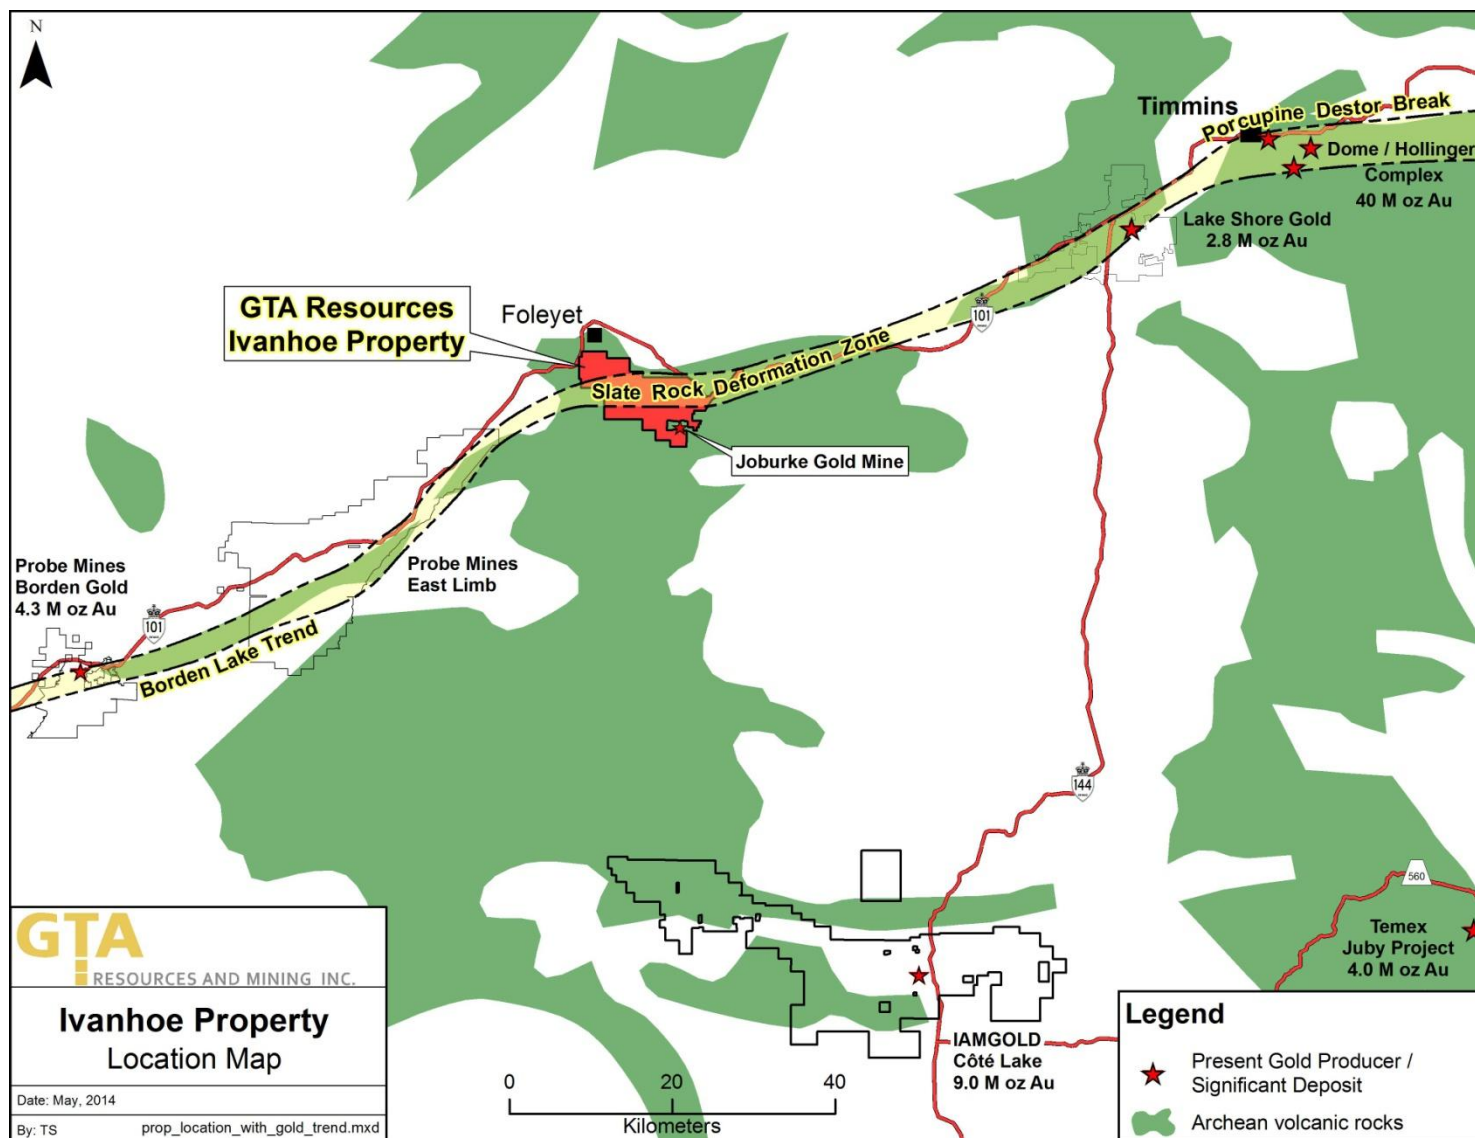 N
Timmins
Porcupine Destor Break
Dome / Hollinger
Complex
40 M oz Au
Lake Shore Gold
2.8 M oz Au
GTA Resources
Ivanhoe Property
Foleyet
101
Slate Rock Deformation Zone
Joburke Gold Mine
Probe Mines
Borden Gold
4.3 M oz Au
101
Probe Mines
East Limb
Borden Lake Trend
144
560
Temex
Juby Project
4.0 M oz Au
IAMGOLD
Côté Lake
9.0 M oz Au
GTA
RESOURCES AND MINING INC.
Ivanhoe Property
Location Map
Date: May, 2014
By: TS prop_location_with_gold_trend.mxd
0 20 40
Kilometers
Legend
Present Gold Producer /
Significant Deposit
Archean volcanic rocks